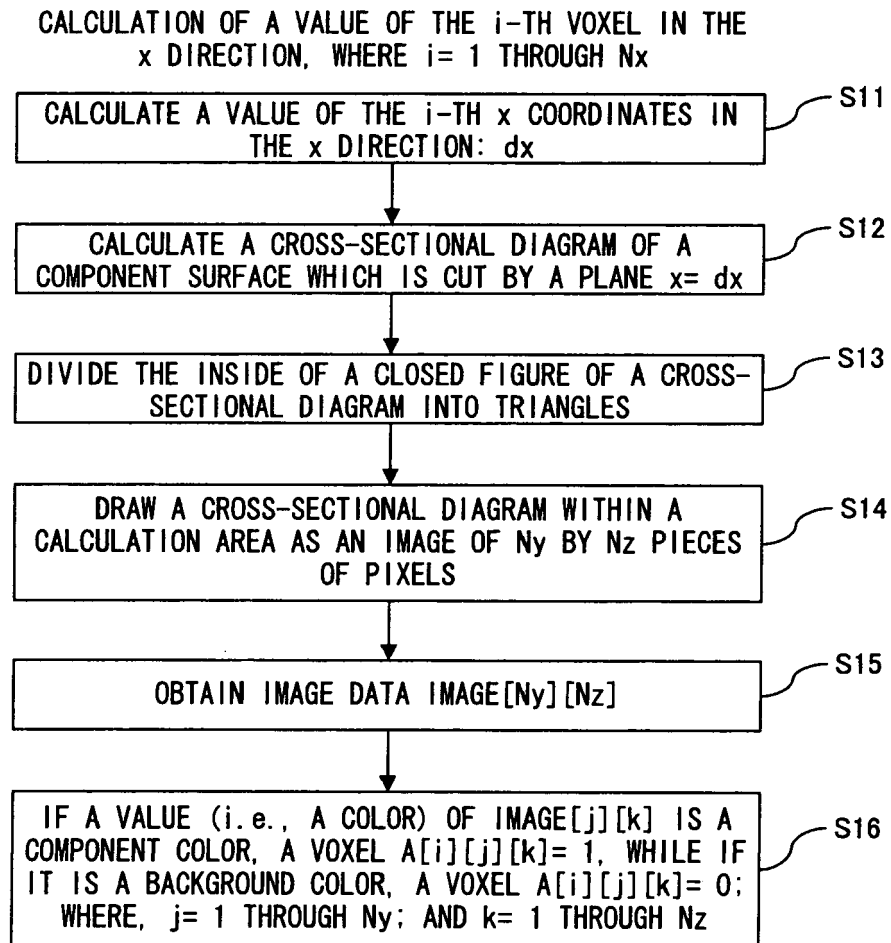 CALCULATION OF A VALUE OF THE i-TH VOXEL IN THE
x DIRECTION, WHERE i= 1 THROUGH Nx
S11
CALCULATE A VALUE OF THE i-TH x COORDINATES IN
THE x DIRECTION: dx
S12
CALCULATE A CROSS-SECTIONAL DIAGRAM OF A
COMPONENT SURFACE WHICH IS CUT BY A PLANE x= dx
S13
DIVIDE THE INSIDE OF A CLOSED FIGURE OF A CROSS-
SECTIONAL DIAGRAM INTO TRIANGLES
S14
DRAW A CROSS-SECTIONAL DIAGRAM WITHIN A
CALCULATION AREA AS AN IMAGE OF Ny BY Nz PIECES
OF PIXELS
S15
OBTAIN IMAGE DATA IMAGE[Ny][Nz]
S16
IF A VALUE (i.e., A COLOR) OF IMAGE[j][k] IS A
COMPONENT COLOR, A VOXEL A[i][j][k]= 1, WHILE IF
IT IS A BACKGROUND COLOR, A VOXEL A[i][j][k]= 0;
WHERE, j= 1 THROUGH Ny; AND k= 1 THROUGH Nz